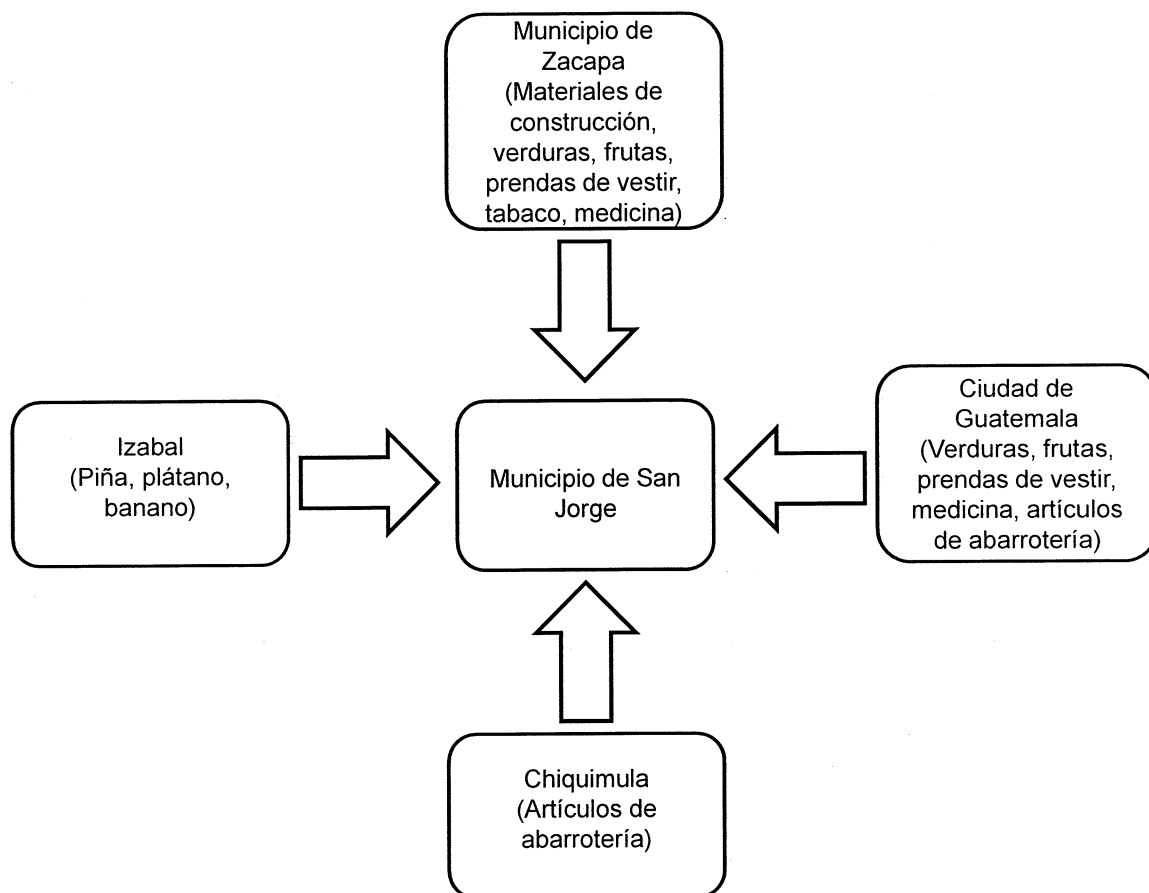 Municipio de
Zacapa
(Materiales de
construcción,
verduras, frutas,
prendas de vestir,
tabaco, medicina)
Izabal
(Piña, plátano,
banano)
Municipio de San
Jorge
Ciudad de
Guatemala
(Verduras, frutas,
prendas de vestir,
medicina, artículos
de abarrotería)
Chiquimula
(Artículos de
abarrotería)